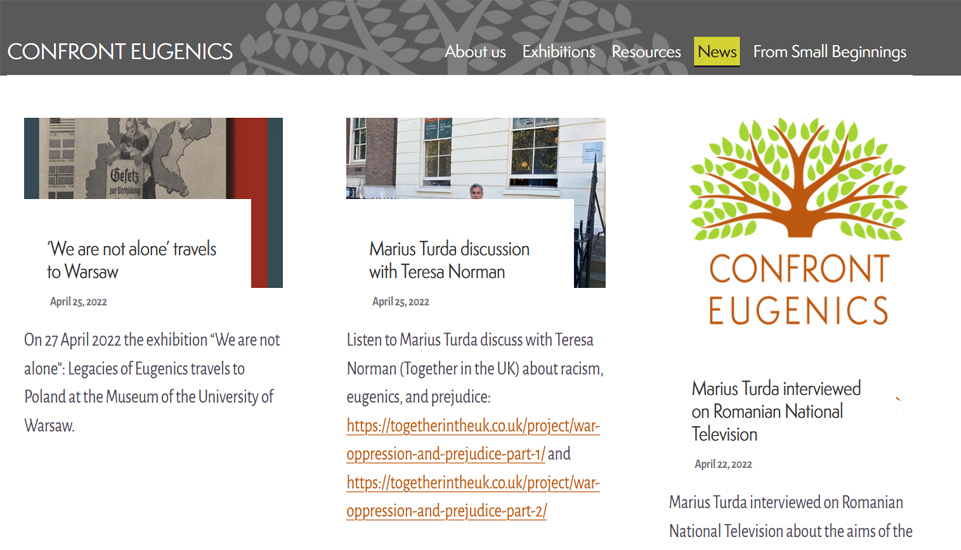 CONFRONT EUGENICS
About us
Exhibitions
Resources
News
From Small Beginnings
Gesetz
zur Verhütung
‘We are not alone’ travels
to Warsaw
April 25, 2022
On 27 April 2022 the exhibition “We are not
alone”: Legacies of Eugenics travels to
Poland at the Museum of the University of
Warsaw.
Marius Turda discussion
with Teresa Norman
April 25, 2022
Listen to Marius Turda discuss with Teresa
Norman (Together in the UK) about racism,
eugenics, and prejudice:
https://togetherintheuk.co.uk/project/war-
oppression-and-prejudice-part-1/ and
https://togetherintheuk.co.uk/project/war-
oppression-and-prejudice-part-2/
CONFRONT
EUGENICS
Marius Turda interviewed
on Romanian National
Television
April 22, 2022
Marius Turda interviewed on Romanian
National Television about the aims of the